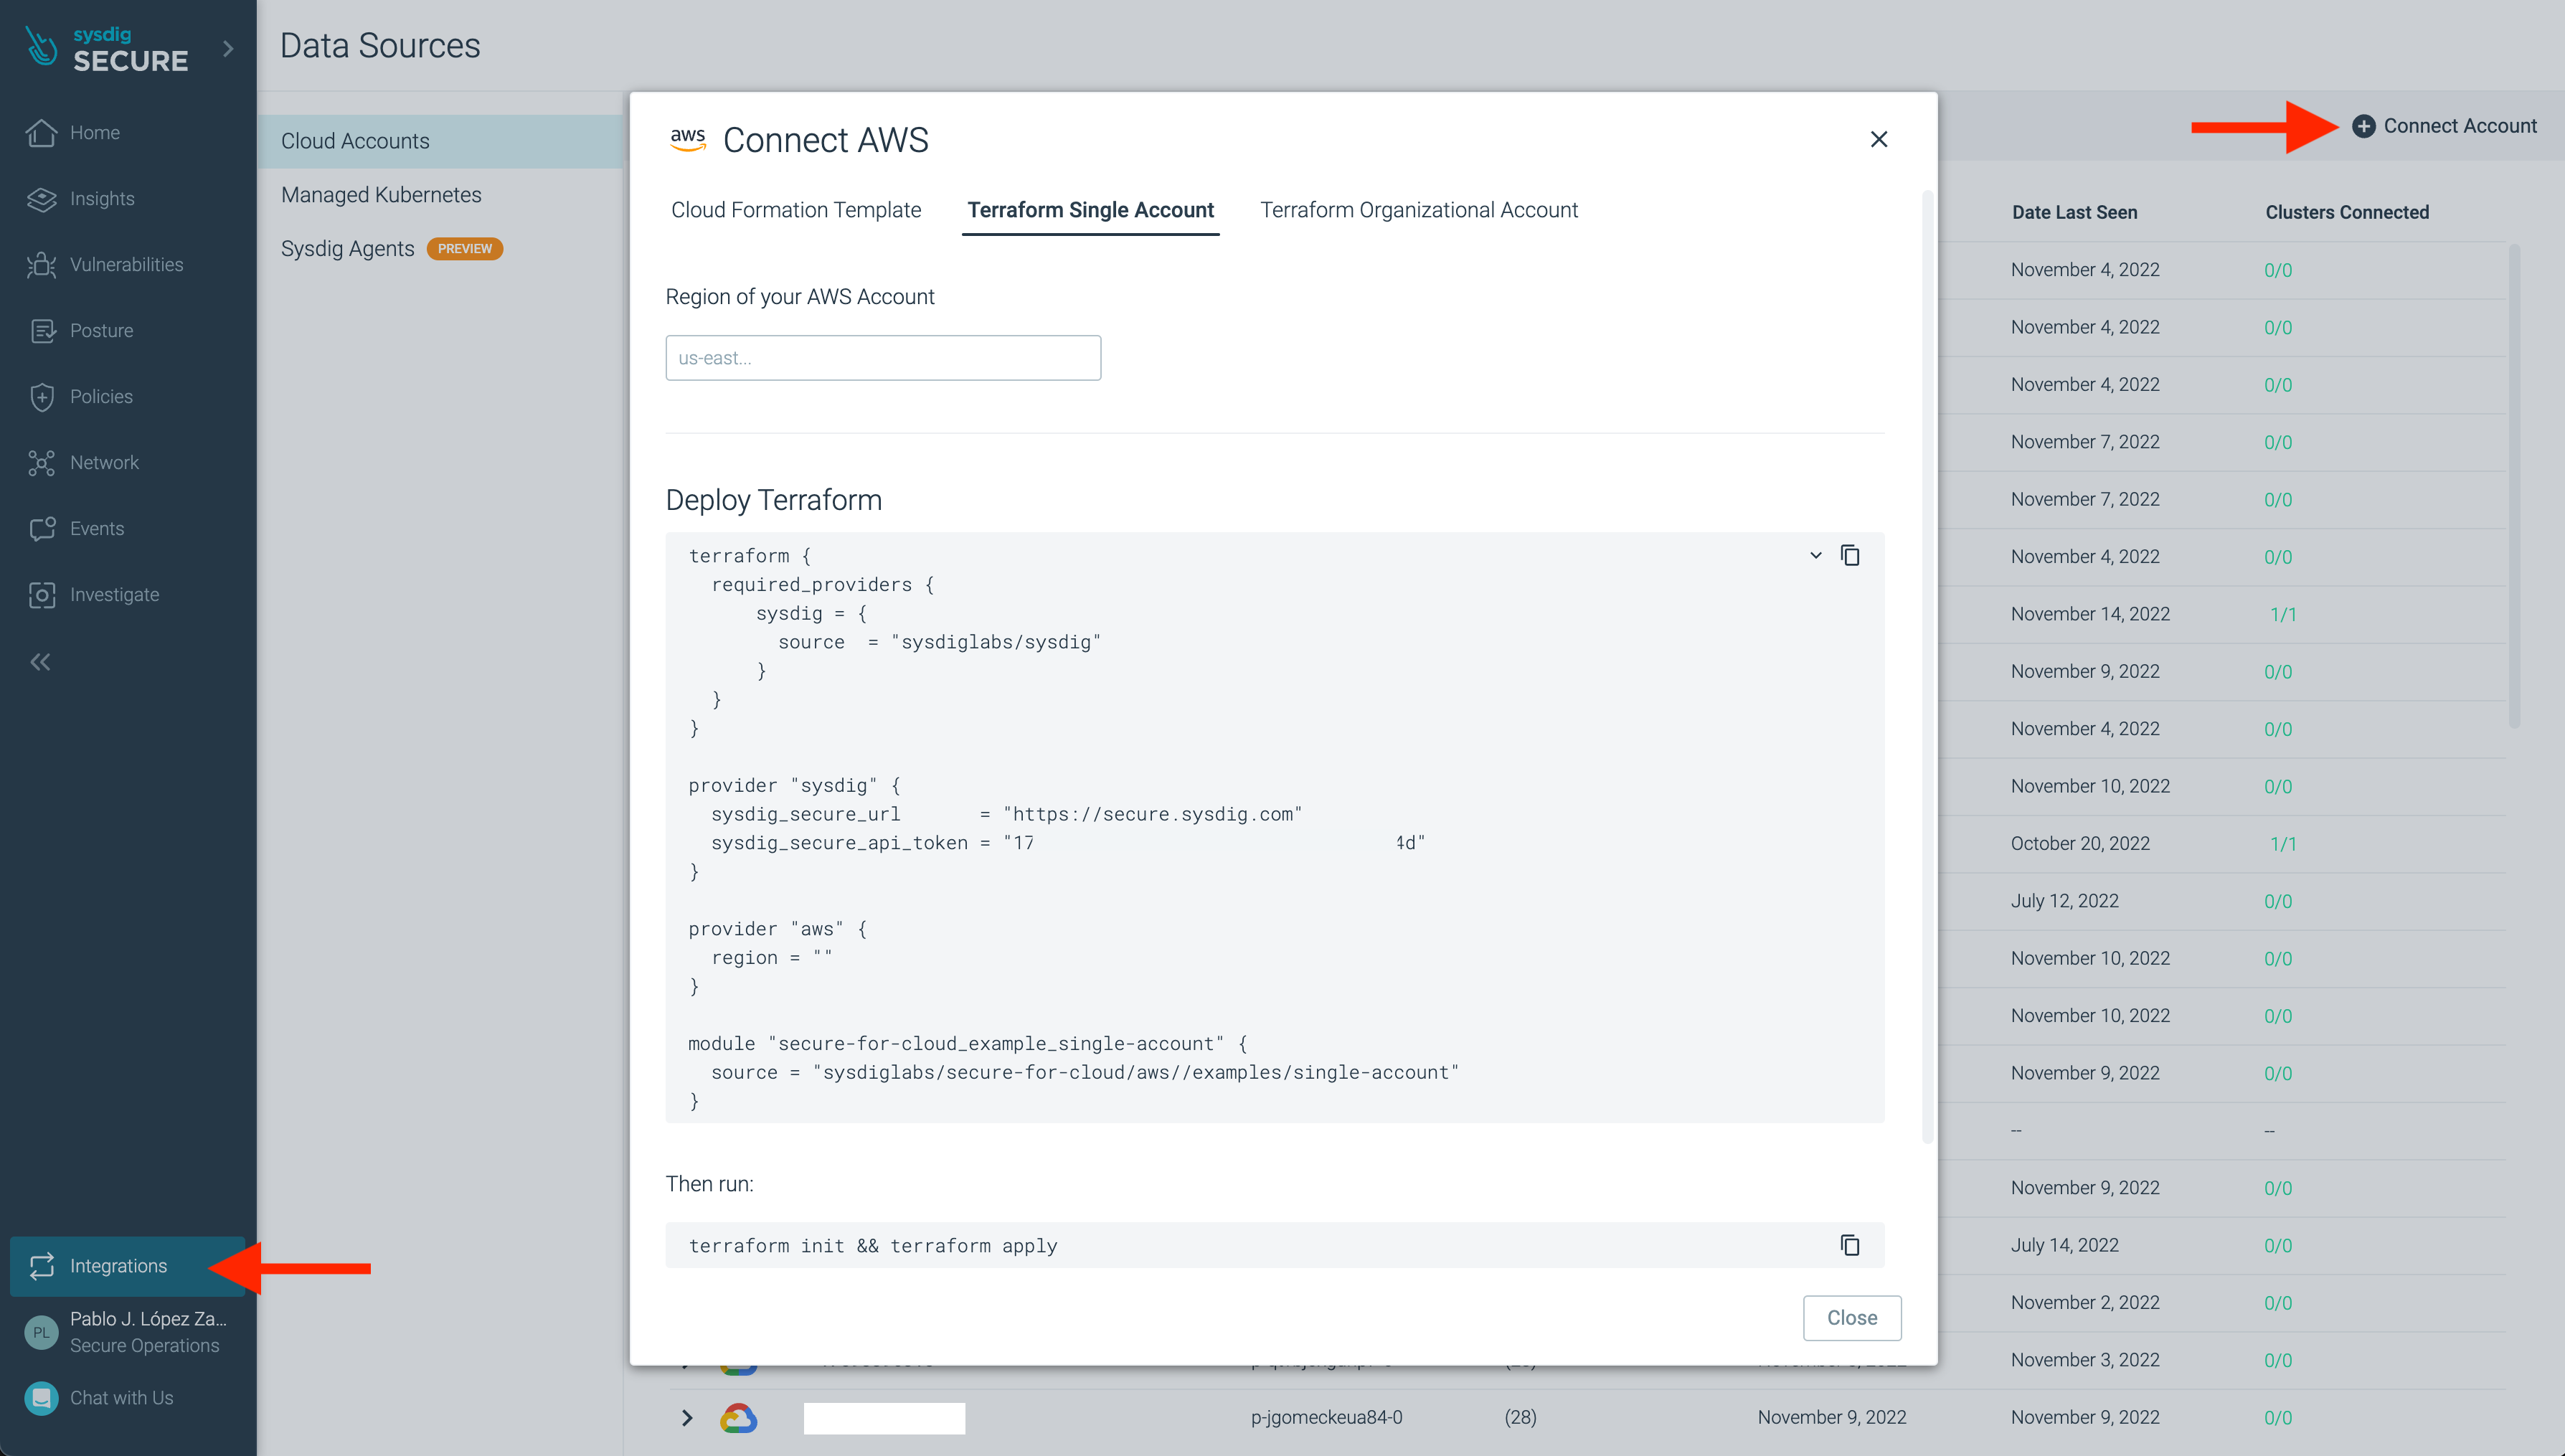 sysdig
SECURE
Home
Insights
Vulnerabilities
Posture
Policies
Network
Events
Investigate
Integrations
PL
Pablo J. López Za...
Secure Operations
Chat with Us
Data Sources
Cloud Accounts
Managed Kubernetes
Sysdig Agents PREVIEW
Connect Account
aws Connect AWS
Cloud Formation Template Terraform Single Account Terraform Organizational Account
Region of your AWS Account
us-east...
Deploy Terraform
terraform {
  required_providers {
      sysdig = {
        source  = "sysdiglabs/sysdig"
      }
  }
}
provider "sysdig" {
  sysdig_secure_url       = "https://secure.sysdig.com"
  sysdig_secure_api_token = "17 4d"
}
provider "aws" {
  region = ""
}
module "secure-for-cloud_example_single-account" {
  source = "sysdiglabs/secure-for-cloud/aws//examples/single-account"
}
Then run:
terraform init && terraform apply
Close
Date Last Seen Clusters Connected
November 4, 2022 0/0
November 4, 2022 0/0
November 4, 2022 0/0
November 7, 2022 0/0
November 7, 2022 0/0
November 4, 2022 0/0
November 14, 2022 1/1
November 9, 2022 0/0
November 4, 2022 0/0
November 10, 2022 0/0
October 20, 2022 1/1
July 12, 2022 0/0
November 10, 2022 0/0
November 10, 2022 0/0
November 9, 2022 0/0
-- --
November 9, 2022 0/0
July 14, 2022 0/0
November 2, 2022 0/0
November 3, 2022 0/0
p-jgomeckeua84-0 (28) November 9, 2022 November 9, 2022 0/0